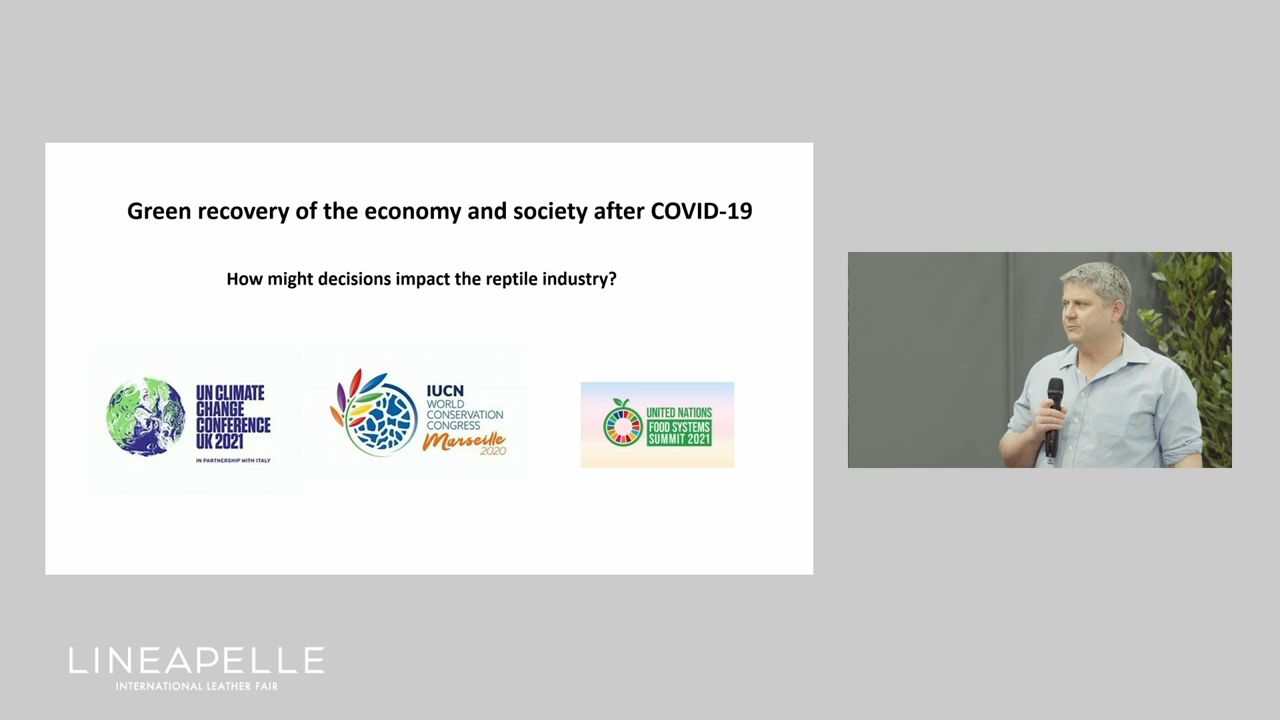 Green recovery of the economy and society after COVID-19
How might decisions impact the reptile industry?
UN CLIMATE
CHANGE
CONFERENCE
UK 2021
IN PARTNERSHIP WITH ITALY
IUCN
WORLD
CONSERVATION
CONGRESS
Marseille
2020
UNITED NATIONS
FOOD SYSTEMS
SUMMIT 2021
LINEAPELLE
INTERNATIONAL LEATHER FAIR